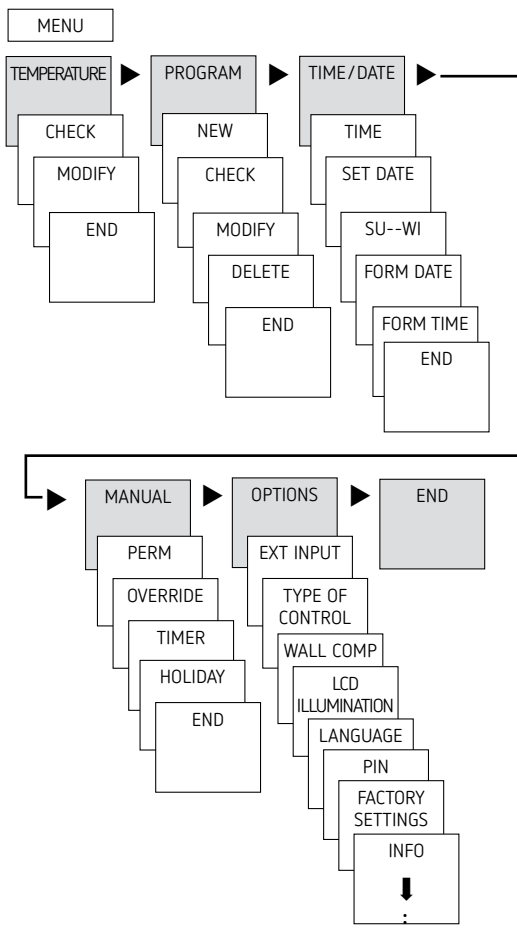 MENU
TEMPERATURE
CHECK
MODIFY
END
PROGRAM
NEW
CHECK
MODIFY
DELETE
END
TIME/DATE
TIME
SET DATE
SU--WI
FORM DATE
FORM TIME
END
MANUAL
PERM
OVERRIDE
TIMER
HOLIDAY
END
OPTIONS
EXT INPUT
TYPE OF
CONTROL
WALL COMP
LCD
ILLUMINATION
LANGUAGE
PIN
FACTORY
SETTINGS
INFO
:
END